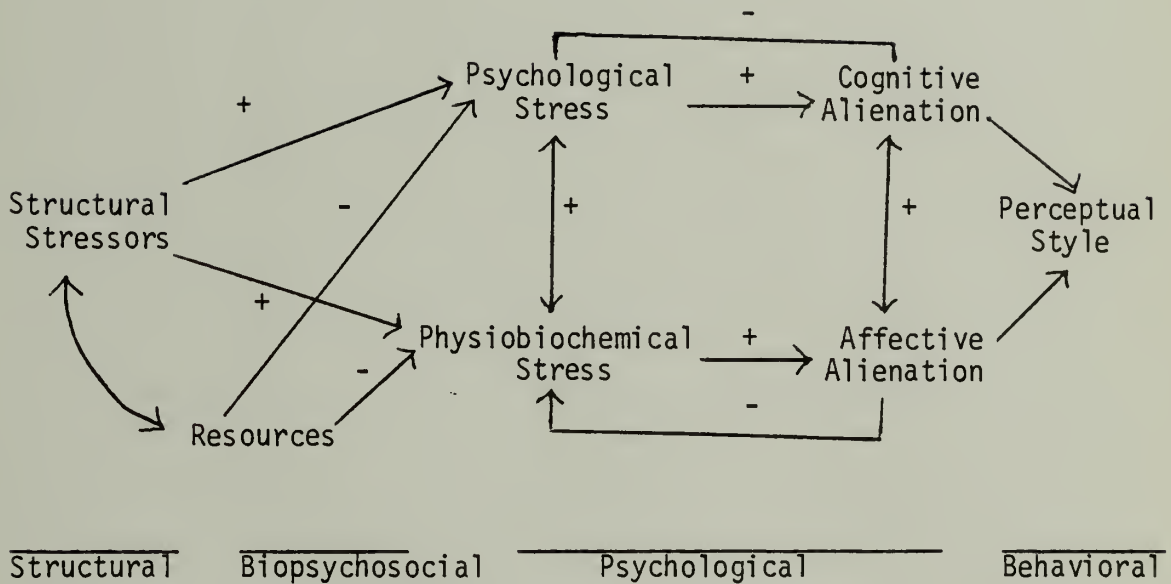 -
Psychological
Stress
+
Cognitive
Alienation
+
-
Structural
Stressors
+
+
Perceptual
Style
+
Physiobiochemical
Stress
+
Affective
Alienation
-
-
Resources
Structural
Biopsychosocial
Psychological
Behavioral